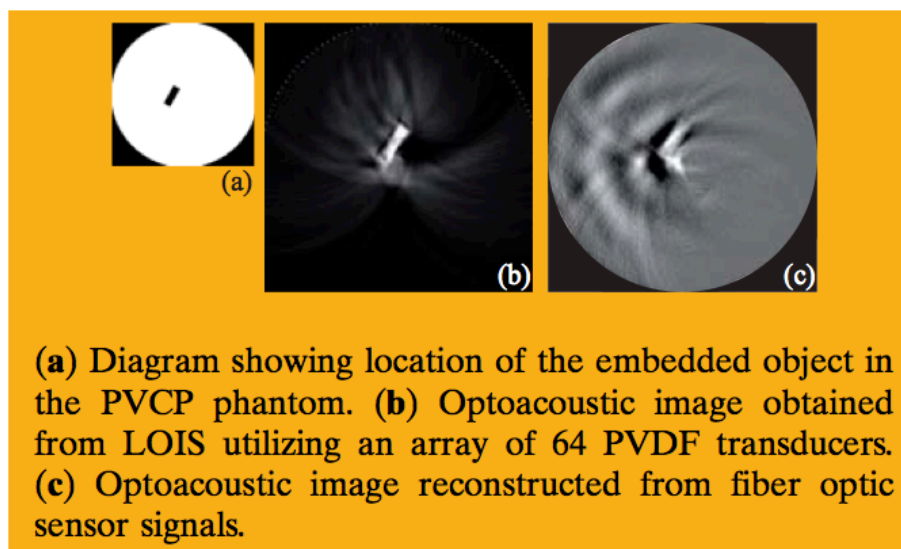 (a)
(b)
(c)
(a) Diagram showing location of the embedded object in
the PVCP phantom. (b) Optoacoustic image obtained
from LOIS utilizing an array of 64 PVDF transducers.
(c) Optoacoustic image reconstructed from fiber optic
sensor signals.